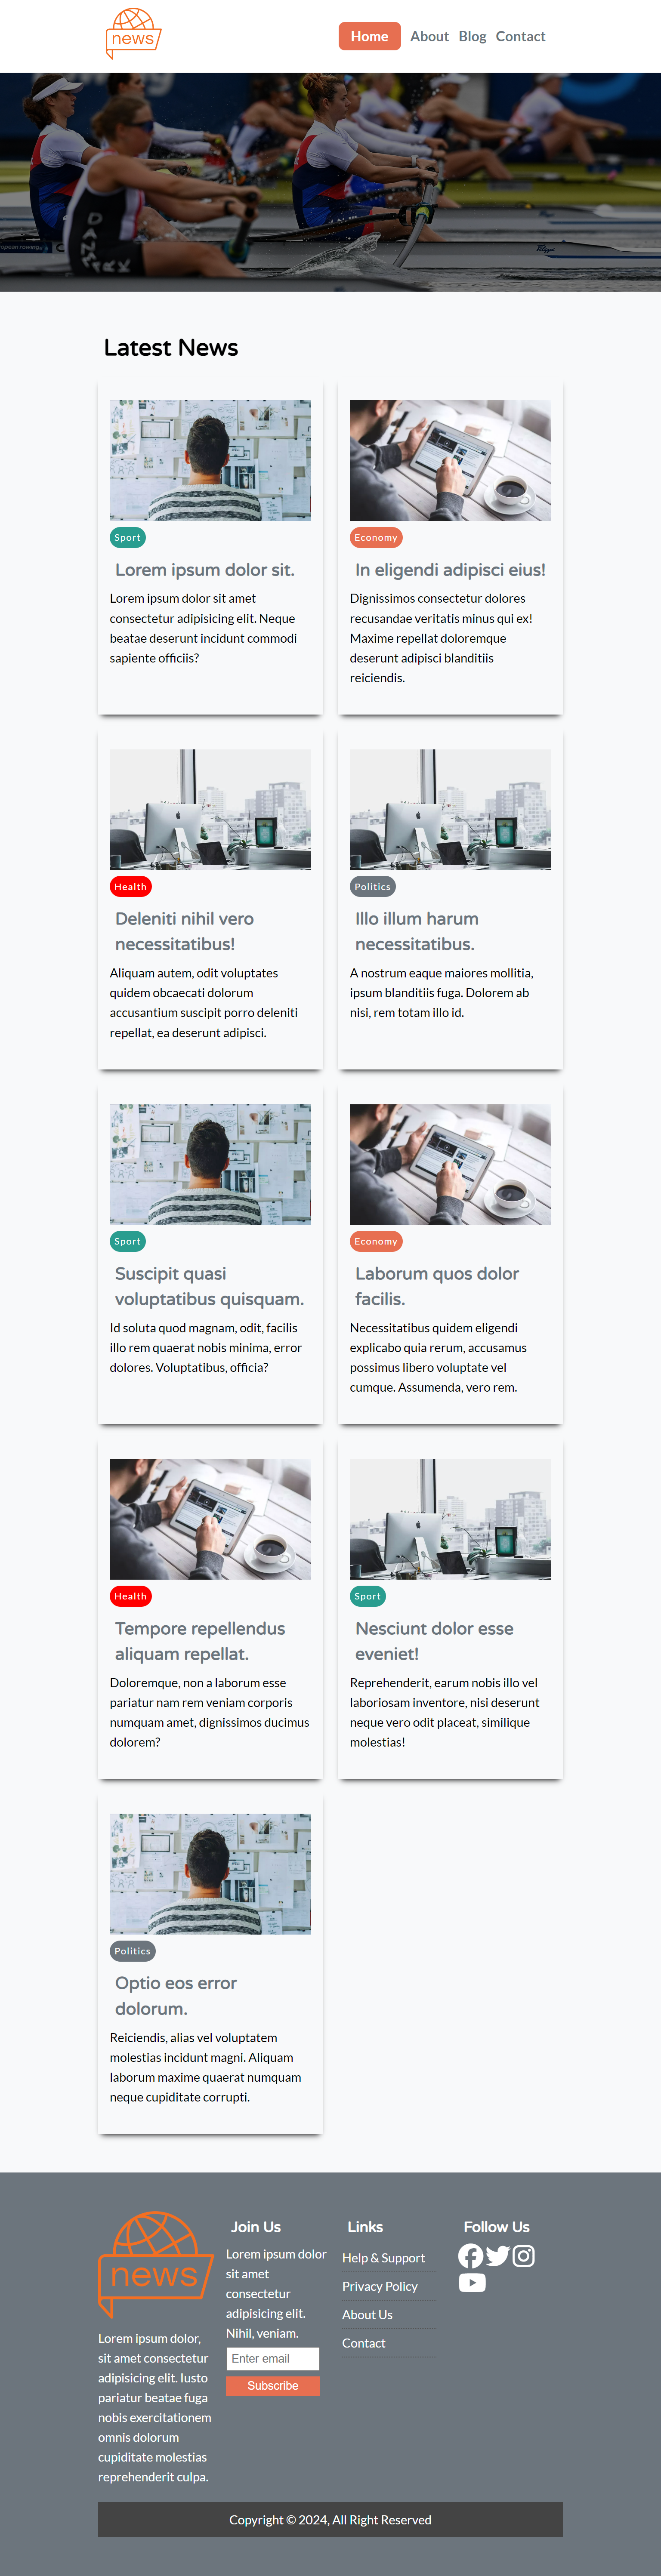 news
Home About Blog Contact
DANM
ARK
Latest News
Sport
Lorem ipsum dolor sit.
Lorem ipsum dolor sit amet
consectetur adipisicing elit. Neque
beatae deserunt incidunt commodi
sapiente officiis?
Economy
In eligendi adipisci eius!
Dignissimos consectetur dolores
recusandae veritatis minus qui ex!
Maxime repellat doloremque
deserunt adipisci blanditiis
reiciendis.
Health
Deleniti nihil vero
necessitatibus!
Aliquam autem, odit voluptates
quidem obcaecati dolorum
accusantium suscipit porro deleniti
repellat, ea deserunt adipisci.
Politics
Illo illum harum
necessitatibus.
A nostrum eaque maiores mollitia,
ipsum blanditiis fuga. Dolorem ab
nisi, rem totam illo id.
Sport
Suscipit quasi
voluptatibus quisquam.
Id soluta quod magnam, odit, facilis
illo rem quaerat nobis minima, error
dolores. Voluptatibus, officia?
Economy
Laborum quos dolor
facilis.
Necessitatibus quidem eligendi
explicabo quia rerum, accusamus
possimus libero voluptate vel
cumque. Assumenda, vero rem.
Health
Tempore repellendus
aliquam repellat.
Doloremque, non a laborum esse
pariatur nam rem veniam corporis
numquam amet, dignissimos ducimus
dolorem?
Sport
Nesciunt dolor esse
eveniet!
Reprehenderit, earum nobis illo vel
laboriosam inventore, nisi deserunt
neque vero odit placeat, similique
molestias!
Politics
Optio eos error
dolorum.
Reiciendis, alias vel voluptatem
molestias incidunt magni. Aliquam
laborum maxime quaerat numquam
neque cupiditate corrupti.
news
Lorem ipsum dolor,
sit amet consectetur
adipisicing elit. Iusto
pariatur beatae fuga
nobis exercitationem
omnis dolorum
cupiditate molestias
reprehenderit culpa.
Join Us
Lorem ipsum dolor
sit amet
consectetur
adipisicing elit.
Nihil, veniam.
Enter email
Subscribe
Links
Help & Support
Privacy Policy
About Us
Contact
Follow Us
Copyright © 2024, All Right Reserved